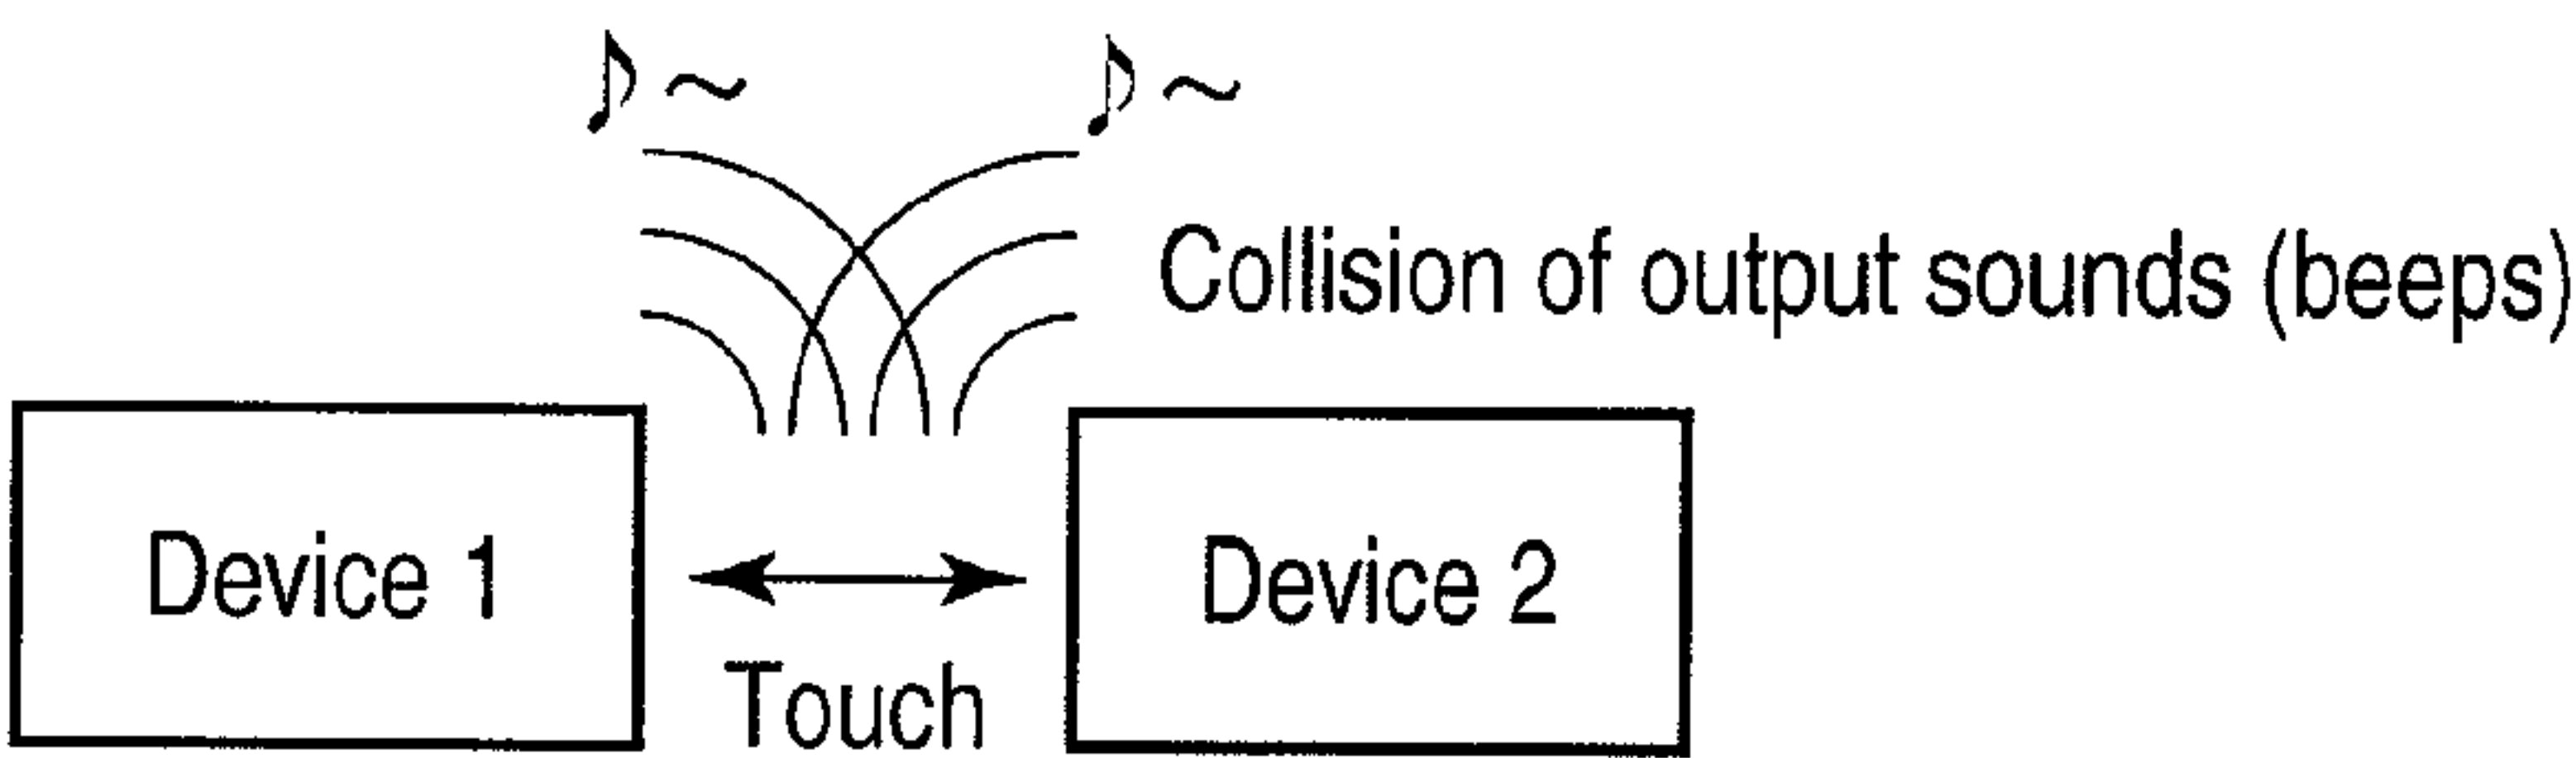 ♪~ ♪~
Collision of output sounds (beeps)
Device 1
Device 2
Touch